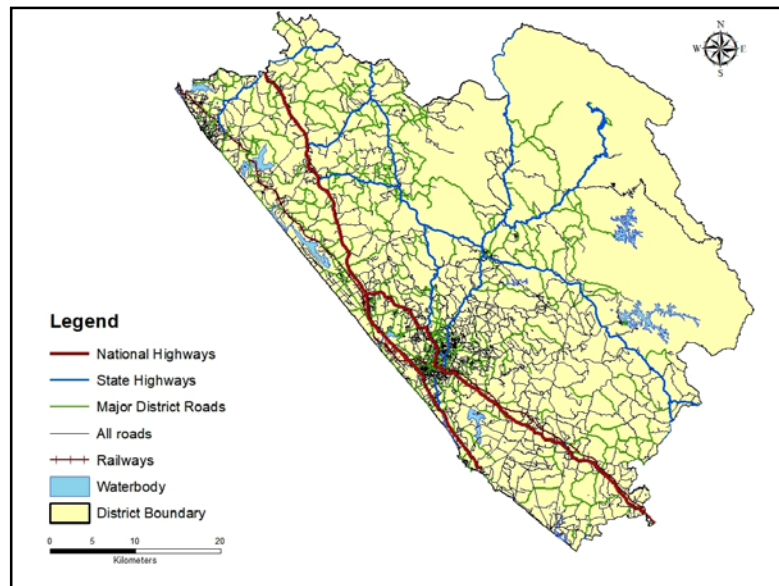 N
W E
S
Legend
National Highways
State Highways
Major District Roads
All roads
Railways
Waterbody
District Boundary
0 5 10 20
Kilometers